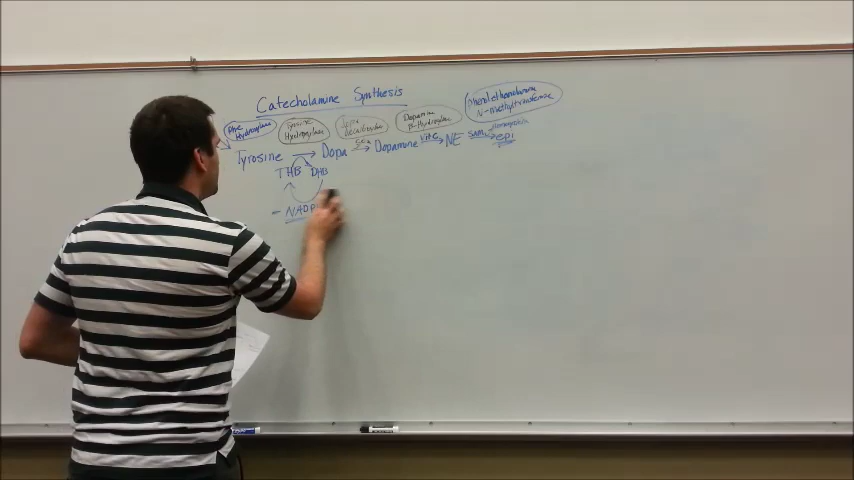 Catecholamine Synthesis
Phe Hydroxylase
Tyrosine Hydroxylase
Dopa decarboxylase
Dopamine β-Hydroxylase
Phenylethanolamine N-methyltransferase
Tyrosine → Dopa → Dopamine Vit C → NE SAM → epi
THB DHB
- NADP